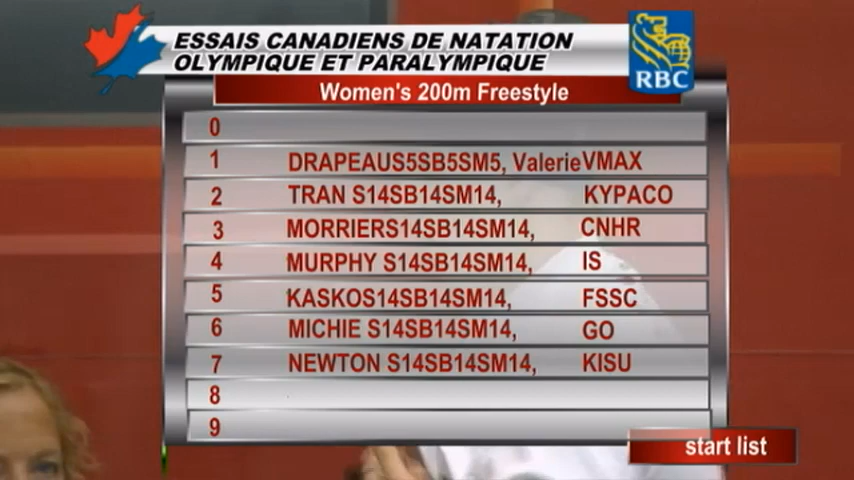 ESSAIS CANADIENS DE NATATION
OLYMPIQUE ET PARALYMPIQUE
RBC
Women's 200m Freestyle
0
1 DRAPEAUS5SB5SM5, Valerie VMAX
2 TRAN S14SB14SM14, KYPACO
3 MORRIERS14SB14SM14, CNHR
4 MURPHY S14SB14SM14, IS
5 KASKOS14SB14SM14, FSSC
6 MICHIE S14SB14SM14, GO
7 NEWTON S14SB14SM14, KISU
8
9
start list